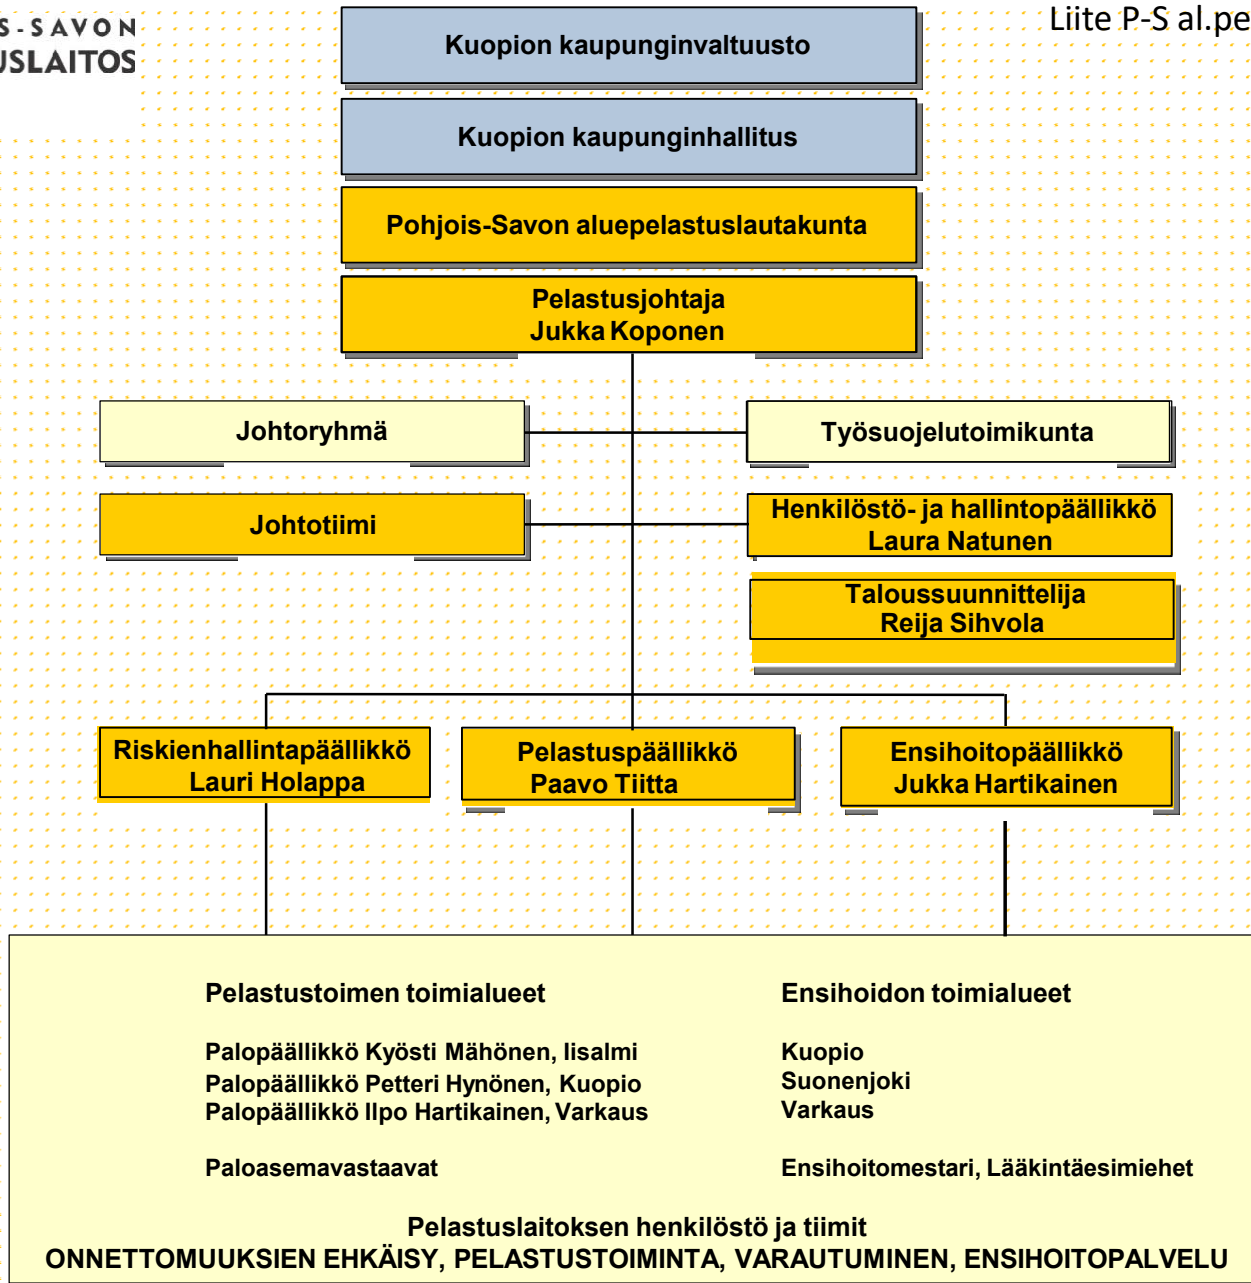 S-SAVON
USLAITOS
Liite P-S al.pe
Kuopion kaupunginvaltuusto
Kuopion kaupunginhallitus
Pohjois-Savon aluepelastuslautakunta
Pelastusjohtaja
Jukka Koponen
Johtoryhmä
Työsuojelutoimikunta
Johtotiimi
Henkilöstö- ja hallintopäällikkö
Laura Natunen
Taloussuunnittelija
Reija Sihvola
Riskienhallintapäällikkö
Lauri Holappa
Pelastuspäällikkö
Paavo Tiitta
Ensihoitopäällikkö
Jukka Hartikainen
Pelastustoimen toimialueet
Palopäällikkö Kyösti Mähönen, Iisalmi
Palopäällikkö Petteri Hynönen, Kuopio
Palopäällikkö Ilpo Hartikainen, Varkaus
Paloasemavastaavat
Ensihoidon toimialueet
Kuopio
Suonenjoki
Varkaus
Ensihoitomestari, Lääkintäesimiehet
Pelastuslaitoksen henkilöstö ja tiimit
ONNETTOMUUKSIEN EHKÄISY, PELASTUSTOIMINTA, VARAUTUMINEN, ENSIHOITOPALVELU